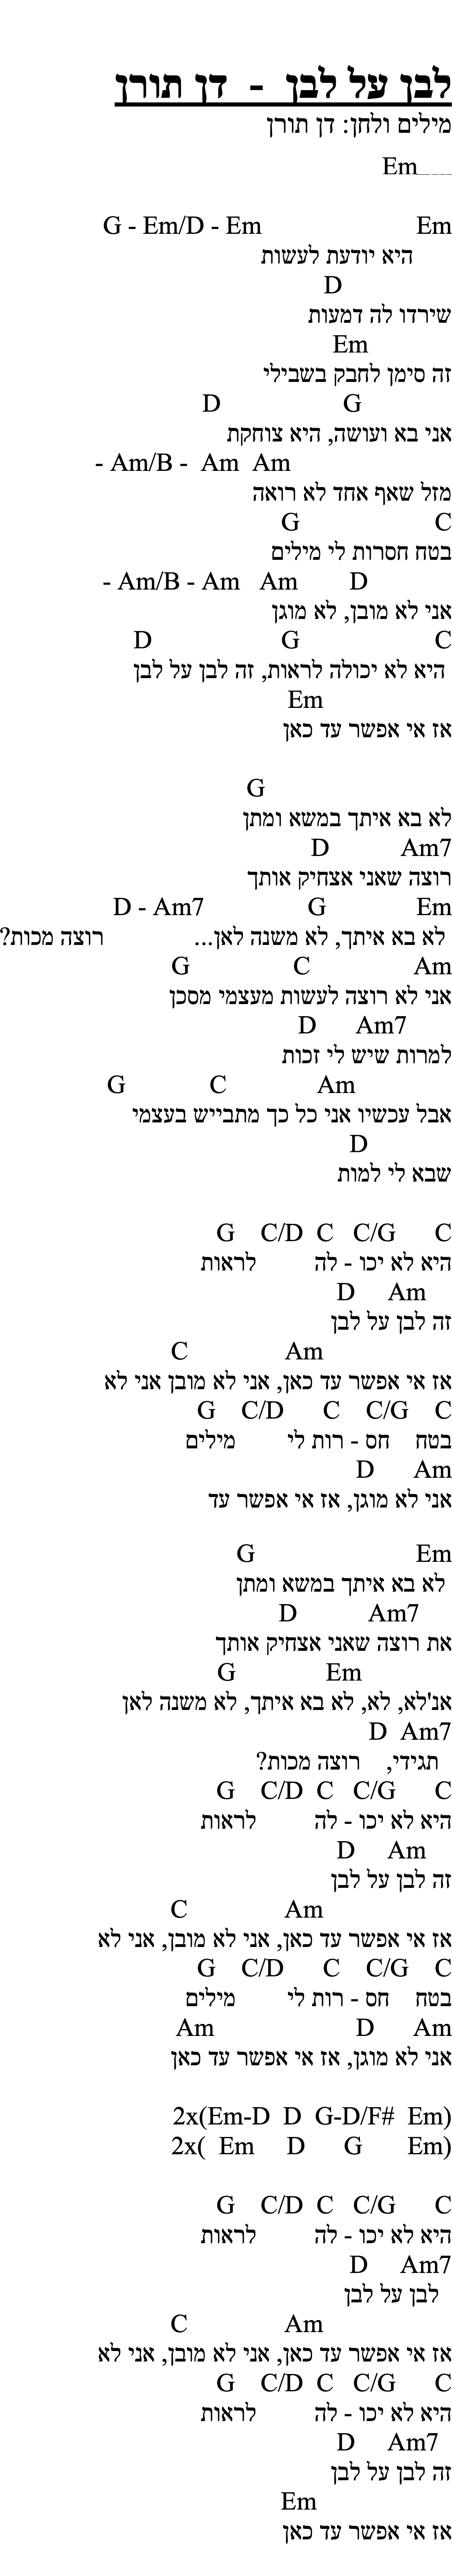 לבן על לבן - דן תורן
מילים ולחן: דן תורן
Em
G - Em/D - Em Em
היא יודעת לעשות
D
שירדו לה דמעות
Em
זה סימן לחבק בשבילי
D G
אני בא ועושה, היא צוחקת
- Am/B - Am Am
מזל שאף אחד לא רואה
G C
בטח חסרות לי מילים
- Am/B - Am Am D
אני לא מובן, לא מוגן
D G C
היא לא יכולה לראות, זה לבן על לבן
Em
אז אי אפשר עד כאן
G
לא בא איתך במשא ומתן
D Am7
רוצה שאני אצחיק אותך
D - Am7 G Em
לא בא איתך, לא משנה לאן... רוצה מכות?
G C Am
אני לא רוצה לעשות מעצמי מסכן
D Am7
למרות שיש לי זכות
G C Am
אבל עכשיו אני כל כך מתבייש בעצמי
D
שבא לי למות
G C/D C C/G C
היא לא יכו - לה לראות
D Am
זה לבן על לבן
C Am
אז אי אפשר עד כאן, אני לא מובן אני לא
G C/D C C/G C
בטח חס - רות לי מילים
D Am
אני לא מוגן, אז אי אפשר עד
G Em
לא בא איתך במשא ומתן
D Am7
את רוצה שאני אצחיק אותך
G Em
אנ'לא, לא, לא בא איתך, לא משנה לאן
D Am7
תגידי, רוצה מכות?
G C/D C C/G C
היא לא יכו - לה לראות
D Am
זה לבן על לבן
C Am
אז אי אפשר עד כאן, אני לא מובן, אני לא
G C/D C C/G C
בטח חס - רות לי מילים
Am D Am
אני לא מוגן, אז אי אפשר עד כאן
2x(Em-D D G-D/F# Em)
2x( Em D G Em)
G C/D C C/G C
היא לא יכו - לה לראות
D Am7
לבן על לבן
C Am
אז אי אפשר עד כאן, אני לא מובן, אני לא
G C/D C C/G C
היא לא יכו - לה לראות
D Am7
זה לבן על לבן
Em
אז אי אפשר עד כאן